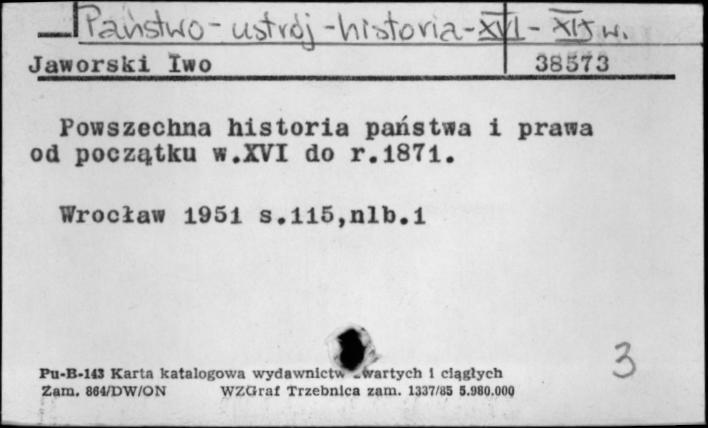 Państwo - ustrój - historia - XVI - XIX w.
Jaworski Iwo 38573
Powszechna historia państwa i prawa
od początku w.XVI do r.1871.
Wrocław 1951 s.115,nlb.1
3
Pu-B-143 Karta katalogowa wydawnictw zwartych i ciągłych
Zam. 864/DW/ON WZGraf Trzebnica zam. 1337/85 5.980.000